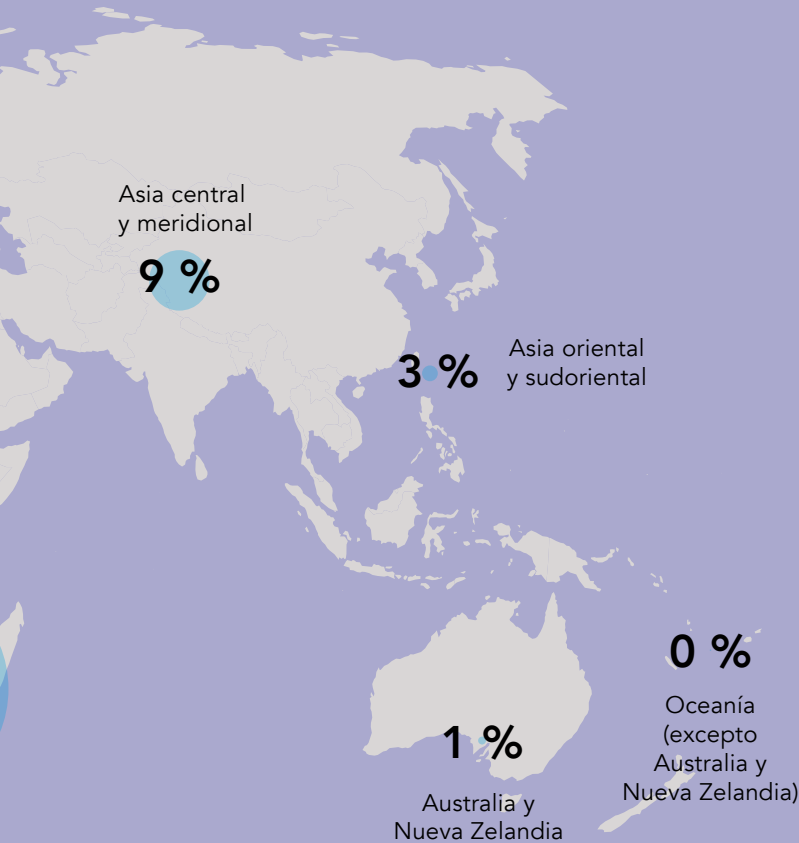 Asia central
y meridional
9 %
3 %
Asia oriental
y sudoriental
0 %
Oceanía
(excepto
Australia y
Nueva Zelandia)
1 %
Australia y
Nueva Zelandia